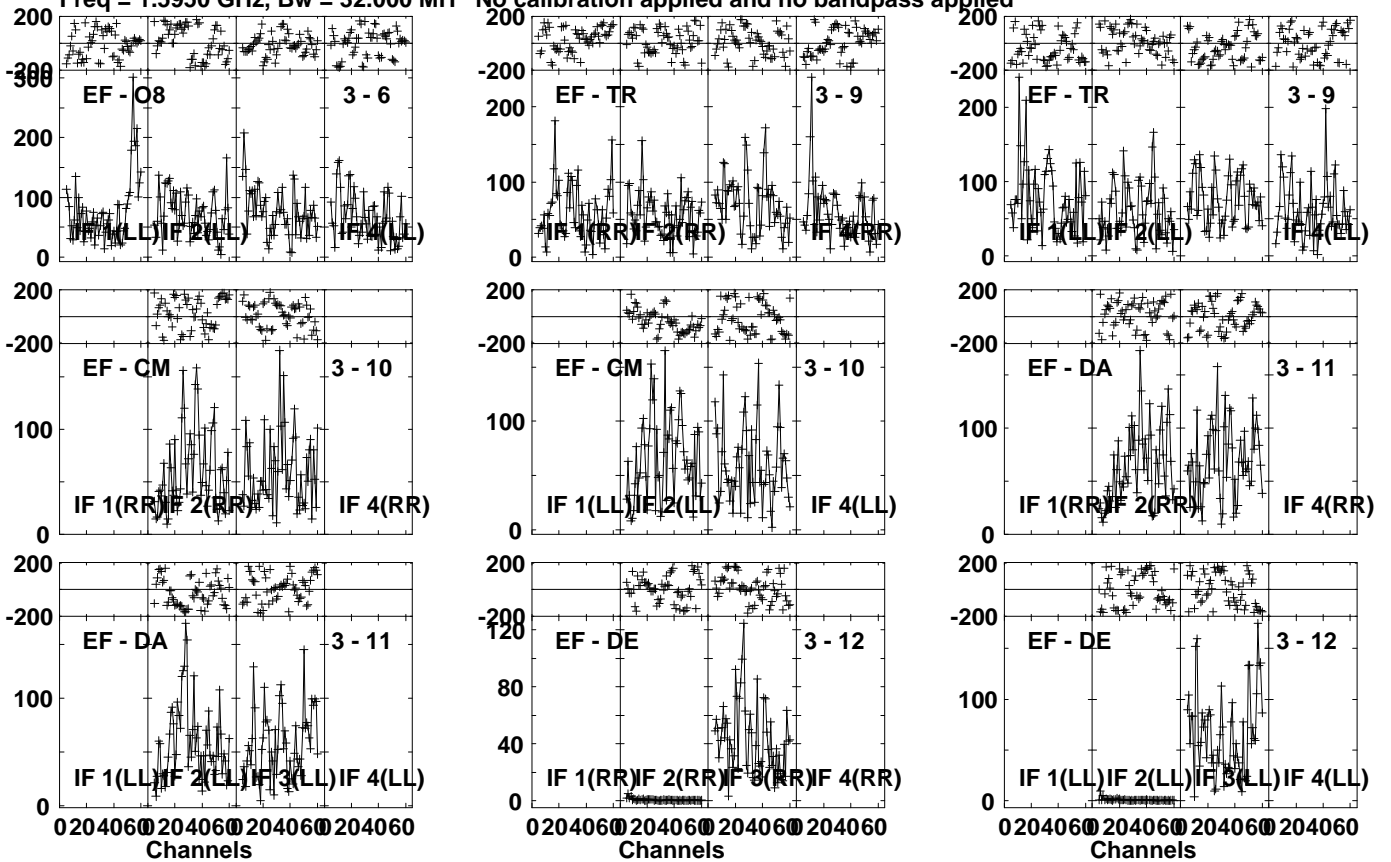 Freq = 1.5950 GHz, Bw = 32.000 MH No calibration applied and no bandpass applied
200
-200
300
200
100
0
EF - O8
3 - 6
IF 1(LL)
IF 2(LL)
IF 4(LL)
200
-200
200
100
0
EF - TR
3 - 9
IF 1(RR)
IF 2(RR)
IF 4(RR)
200
-200
200
100
0
EF - TR
3 - 9
IF 1(LL)
IF 2(LL)
IF 4(LL)
200
-200
100
0
EF - CM
3 - 10
IF 1(RR)
IF 2(RR)
IF 4(RR)
200
-200
100
0
EF - CM
3 - 10
IF 1(LL)
IF 2(LL)
IF 4(LL)
200
-200
100
0
EF - DA
3 - 11
IF 1(RR)
IF 2(RR)
IF 4(RR)
200
-200
100
0
EF - DA
3 - 11
IF 1(LL)
IF 2(LL)
IF 3(LL)
IF 4(LL)
0 20 40 60 0 20 40 60 0 20 40 60 0 20 40 60
Channels
200
-200
120
80
40
0
EF - DE
3 - 12
IF 1(RR)
IF 2(RR)
IF 3(RR)
IF 4(RR)
0 20 40 60 0 20 40 60 0 20 40 60 0 20 40 60
Channels
200
-200
100
0
EF - DE
3 - 12
IF 1(LL)
IF 2(LL)
IF 3(LL)
IF 4(LL)
0 20 40 60 0 20 40 60 0 20 40 60 0 20 40 60
Channels